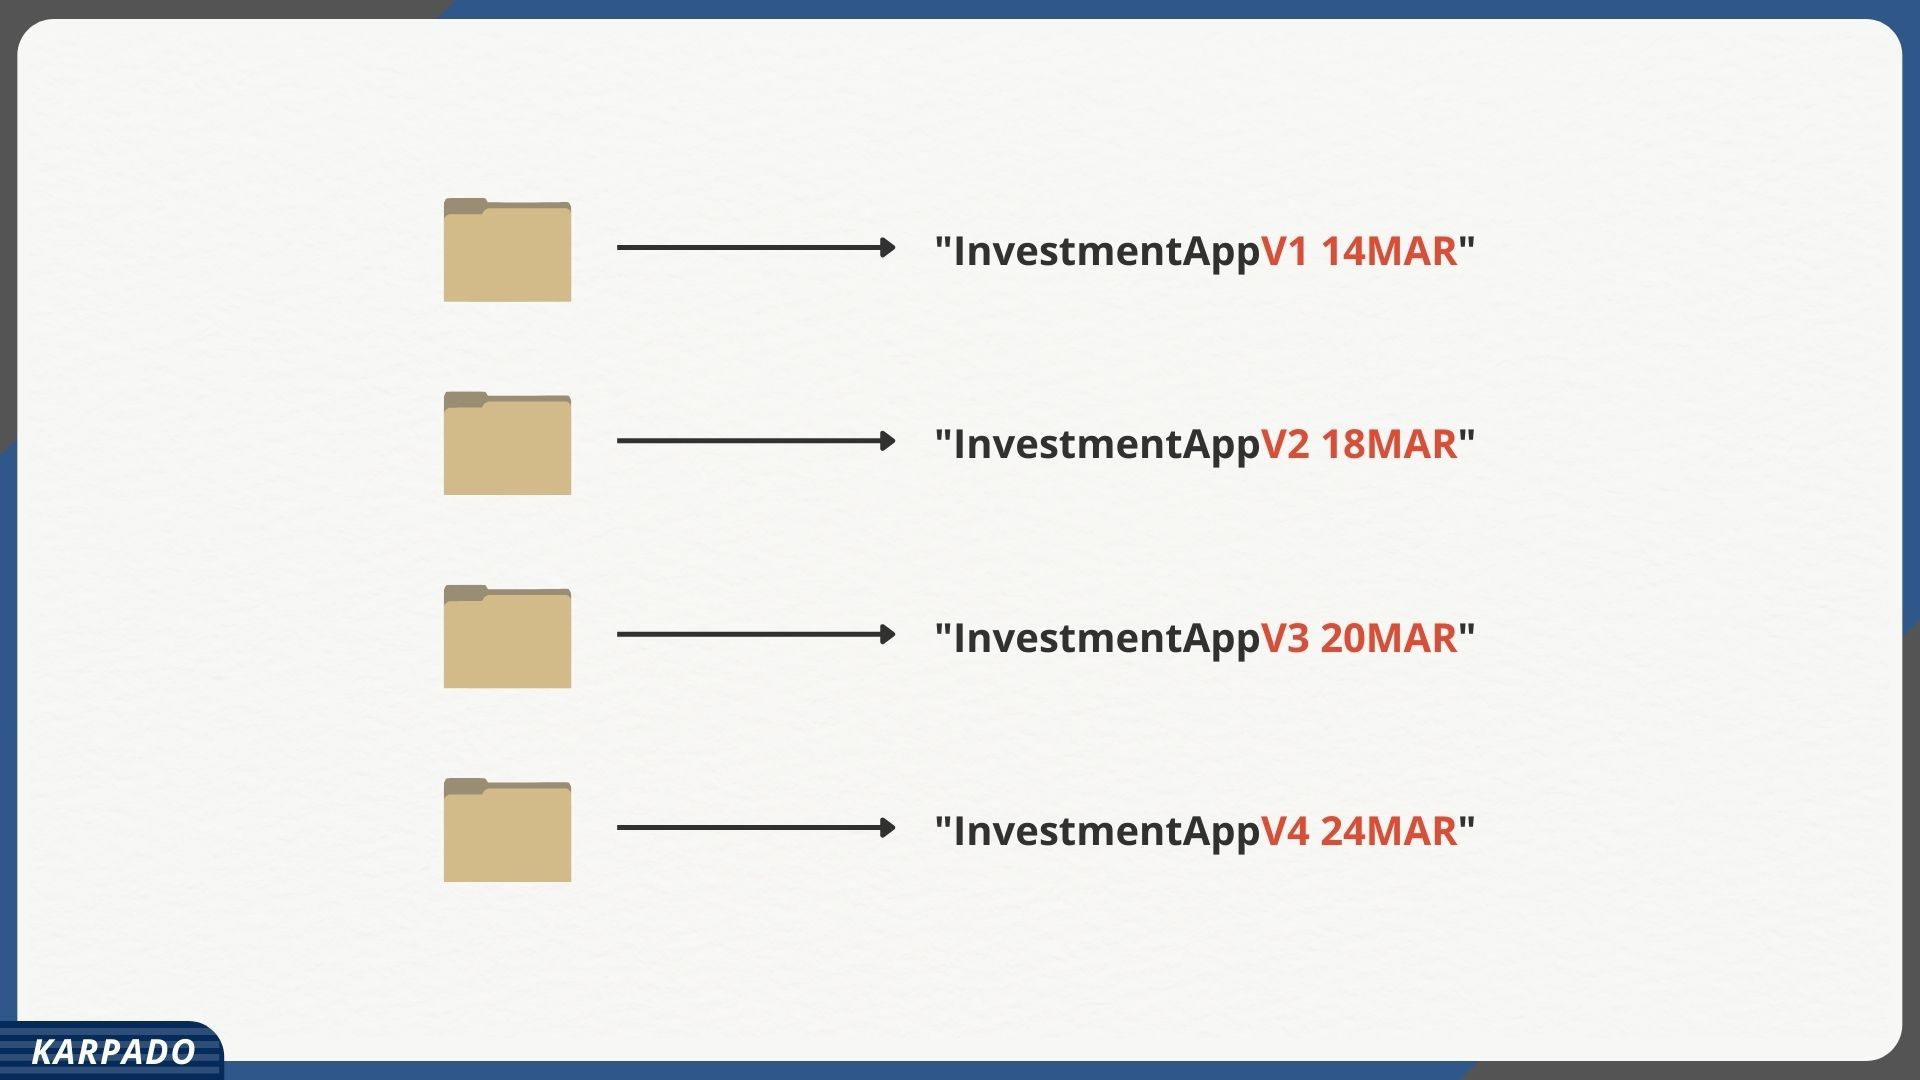 "InvestmentAppV1 14MAR"
"InvestmentAppV2 18MAR"
"InvestmentAppV3 20MAR"
"InvestmentAppV4 24MAR"
KARPADO